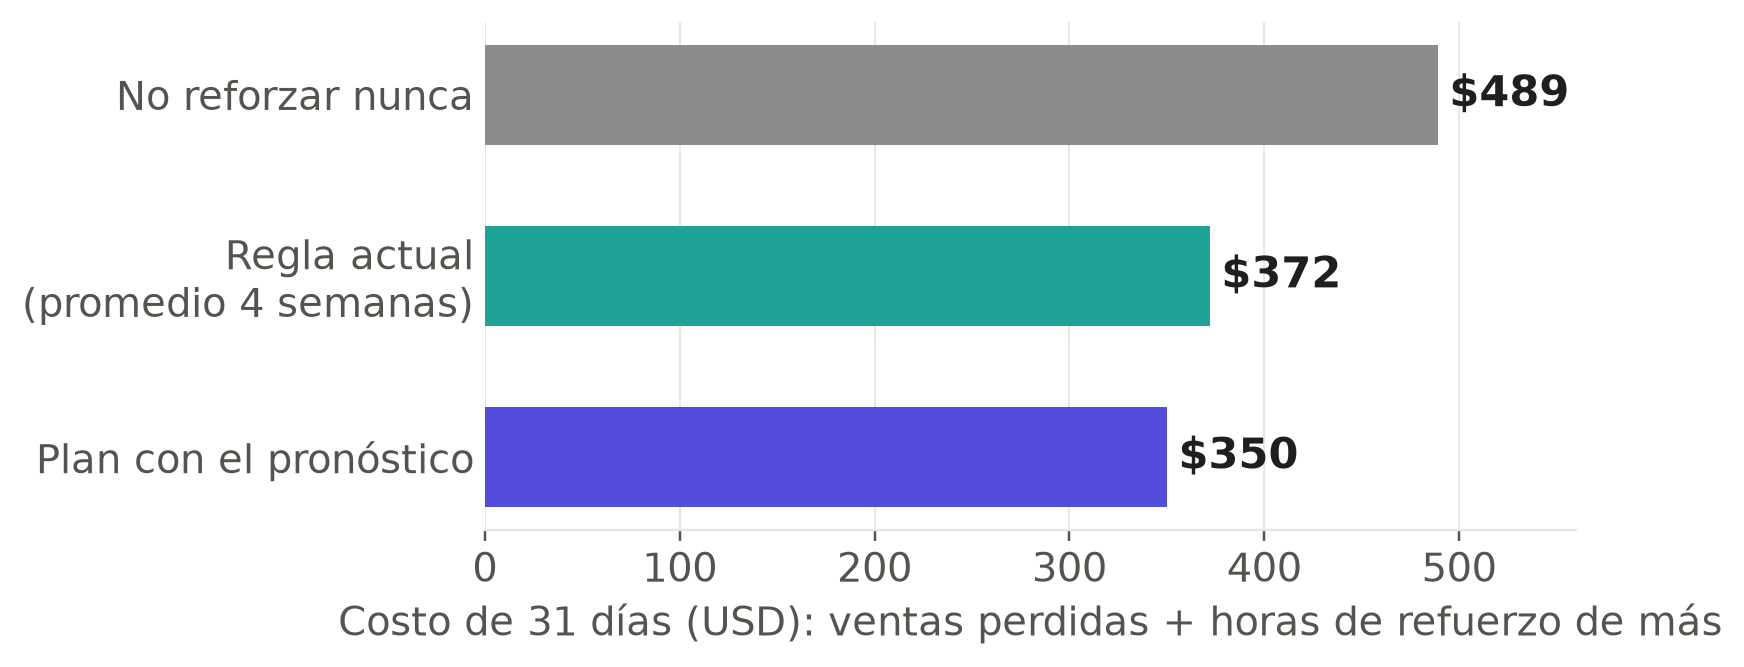 No reforzar nunca
$489
Regla actual
(promedio 4 semanas)
$372
Plan con el pronóstico
$350
0 100 200 300 400 500
Costo de 31 días (USD): ventas perdidas + horas de refuerzo de más